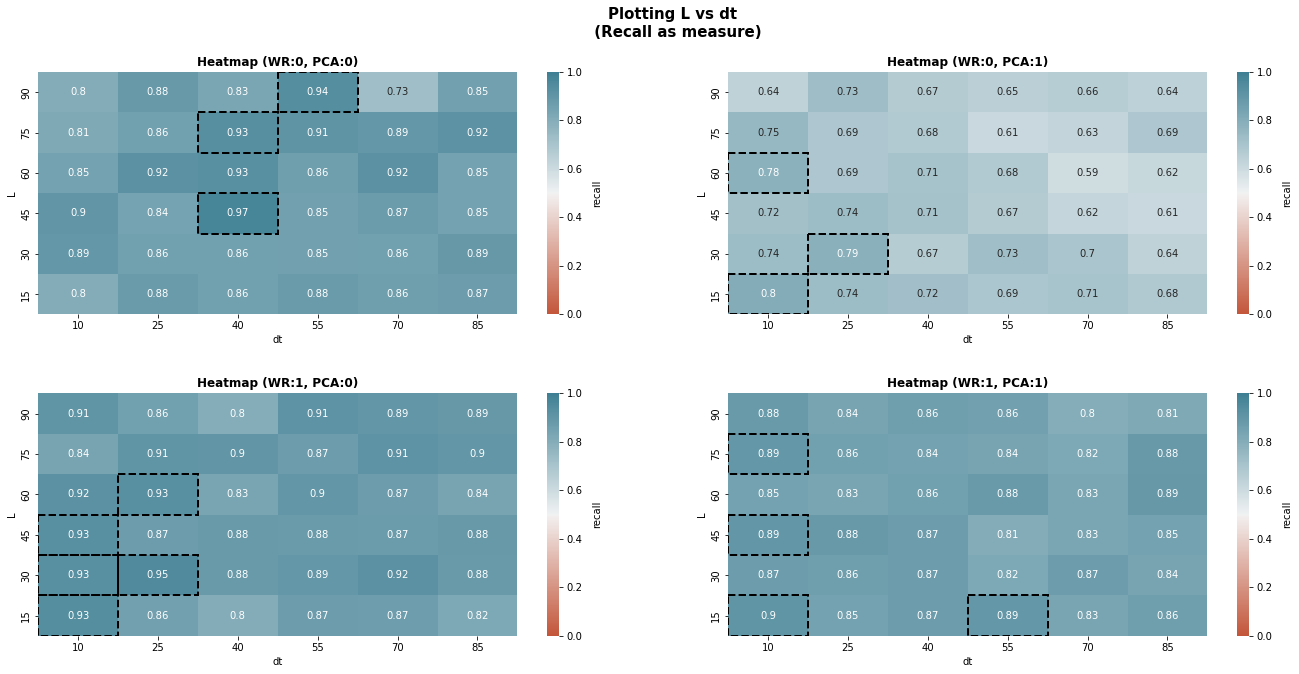 Plotting L vs dt
(Recall as measure)
Heatmap (WR:0, PCA:0)
90 0.8 0.88 0.83 0.94 0.73 0.85
75 0.81 0.86 0.93 0.91 0.89 0.92
60 0.85 0.92 0.93 0.86 0.92 0.85
L
45 0.9 0.84 0.97 0.85 0.87 0.85
30 0.89 0.86 0.86 0.85 0.86 0.89
15 0.8 0.88 0.86 0.88 0.86 0.87
10 25 40 55 70 85
dt
1.0
0.8
0.6
0.4
0.2
0.0
recall
Heatmap (WR:0, PCA:1)
90 0.64 0.73 0.67 0.65 0.66 0.64
75 0.75 0.69 0.68 0.61 0.63 0.69
60 0.78 0.69 0.71 0.68 0.59 0.62
L
45 0.72 0.74 0.71 0.67 0.62 0.61
30 0.74 0.79 0.67 0.73 0.7 0.64
15 0.8 0.74 0.72 0.69 0.71 0.68
10 25 40 55 70 85
dt
1.0
0.8
0.6
0.4
0.2
0.0
recall
Heatmap (WR:1, PCA:0)
90 0.91 0.86 0.8 0.91 0.89 0.89
75 0.84 0.91 0.9 0.87 0.91 0.9
60 0.92 0.93 0.83 0.9 0.87 0.84
L
45 0.93 0.87 0.88 0.88 0.87 0.88
30 0.93 0.95 0.88 0.89 0.92 0.88
15 0.93 0.86 0.8 0.87 0.87 0.82
10 25 40 55 70 85
dt
1.0
0.8
0.6
0.4
0.2
0.0
recall
Heatmap (WR:1, PCA:1)
90 0.88 0.84 0.86 0.86 0.8 0.81
75 0.89 0.86 0.84 0.84 0.82 0.88
60 0.85 0.83 0.86 0.88 0.83 0.89
L
45 0.89 0.88 0.87 0.81 0.83 0.85
30 0.87 0.86 0.87 0.82 0.87 0.84
15 0.9 0.85 0.87 0.89 0.83 0.86
10 25 40 55 70 85
dt
1.0
0.8
0.6
0.4
0.2
0.0
recall